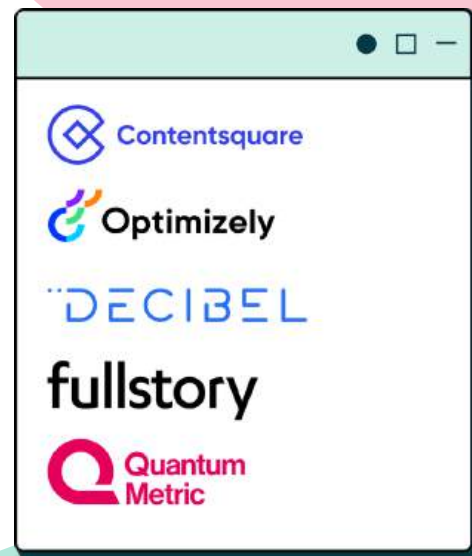 Contentsquare
Optimizely
DECIBEL
fullstory
Quantum
Metric